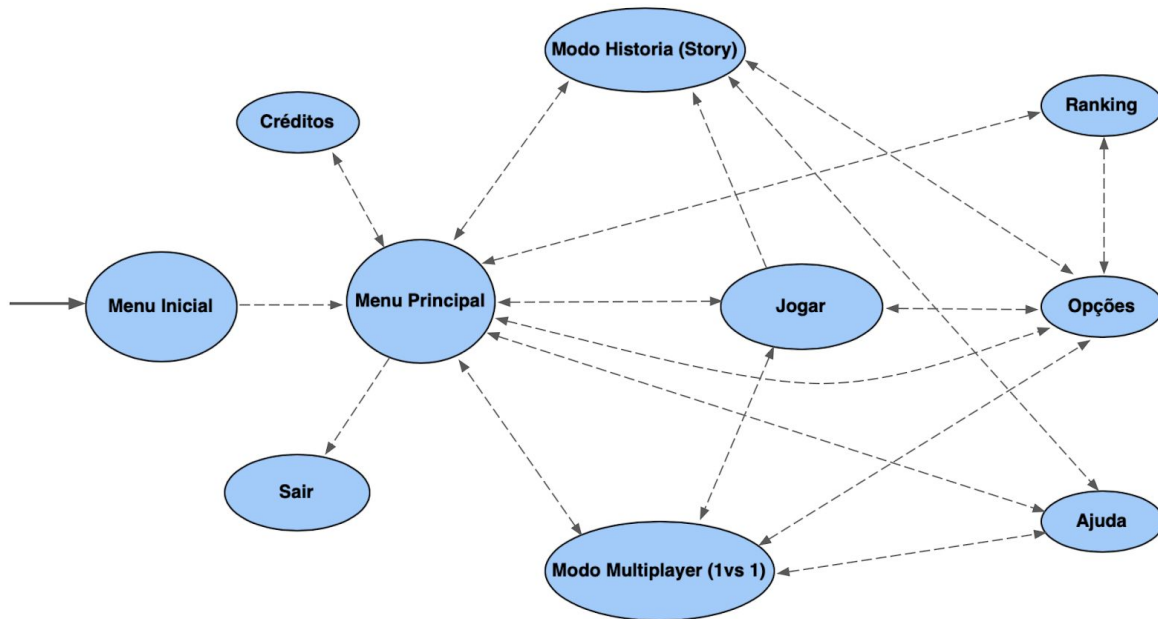 Modo Historia (Story)
Ranking
Créditos
Menu Inicial
Menu Principal
Jogar
Opções
Sair
Ajuda
Modo Multiplayer (1vs 1)